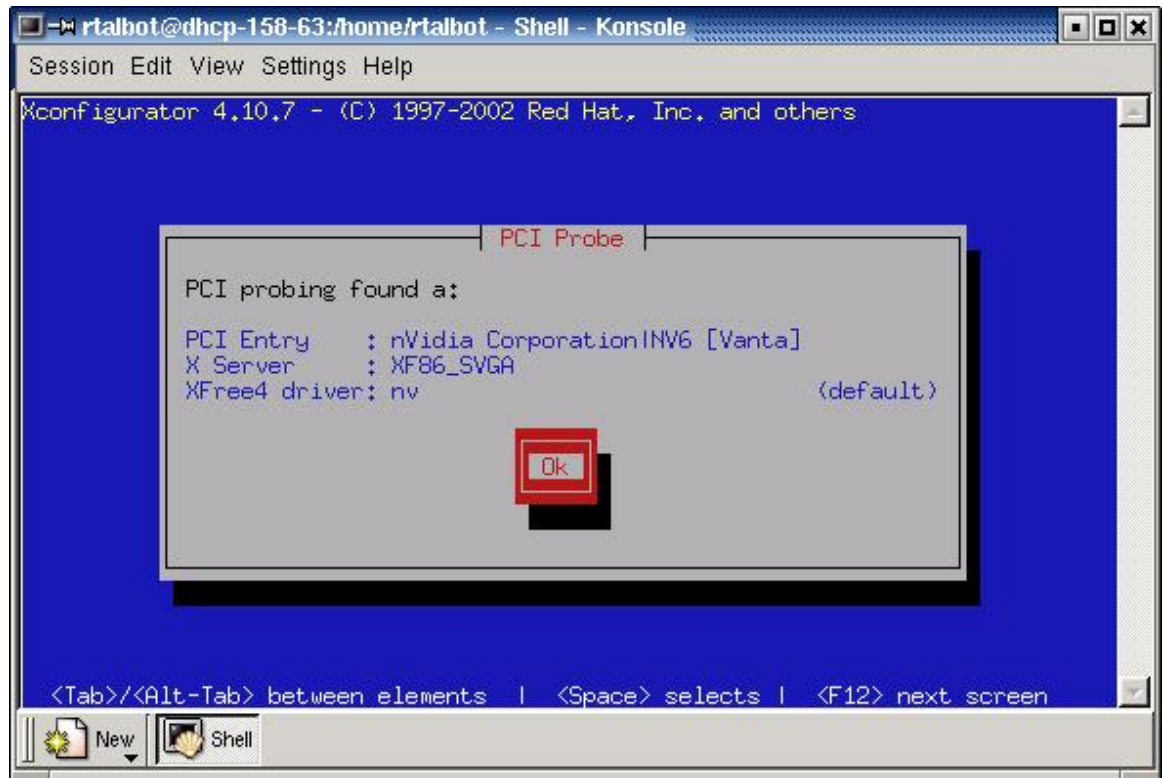 rtalbot@dhcp-158-63:/home/rtalbot - Shell - Konsole
Session Edit View Settings Help
Xconfigurator 4.10.7 - (C) 1997-2002 Red Hat, Inc. and others
PCI Probe
PCI probing found a:
PCI Entry : nVidia Corporation|NV6 [Vanta]
X Server : XF86_SVGA
XFree4 driver: nv (default)
Ok
<Tab>/<Alt-Tab> between elements | <Space> selects | <F12> next screen
New Shell